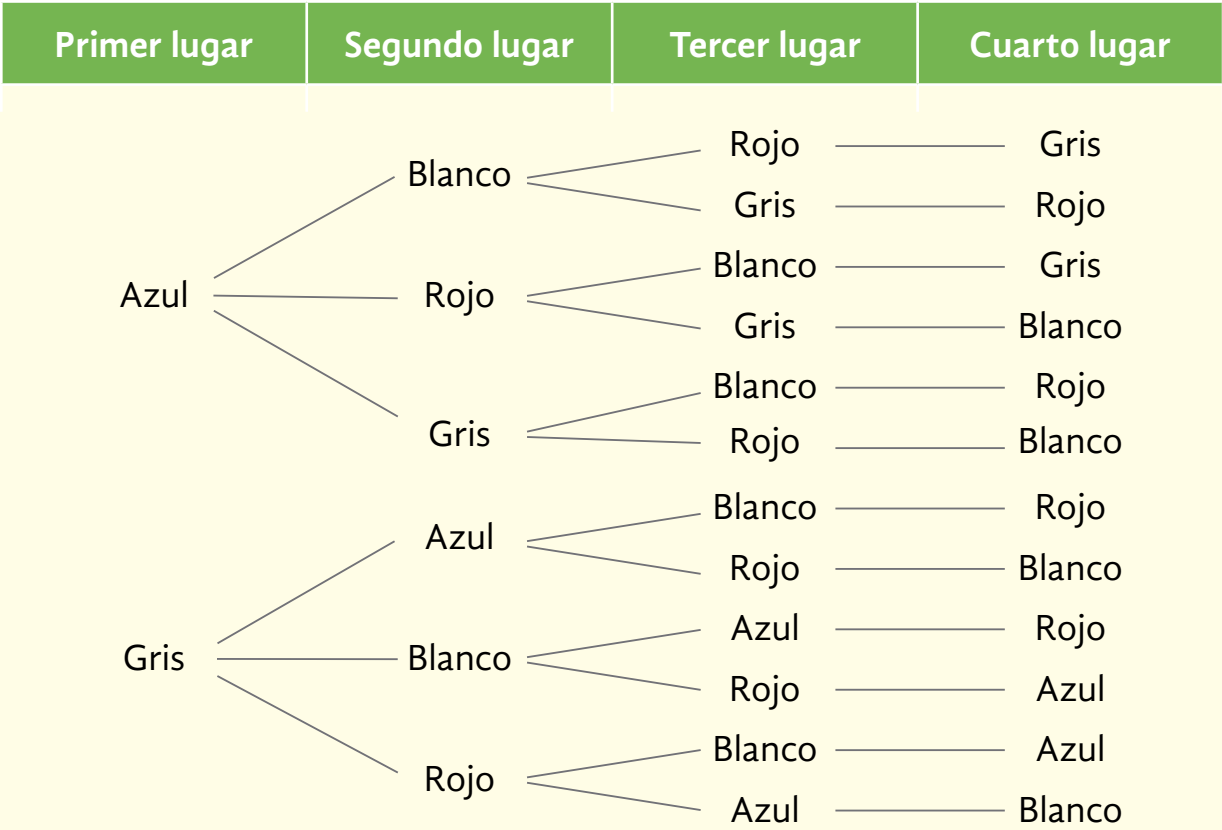 Primer lugar Segundo lugar Tercer lugar Cuarto lugar
Rojo Gris
Blanco
Gris Rojo
Blanco Gris
Azul Rojo
Gris Blanco
Blanco Rojo
Gris
Rojo Blanco
Blanco Rojo
Azul
Rojo Blanco
Azul Rojo
Gris Blanco
Rojo Azul
Blanco Azul
Rojo
Azul Blanco